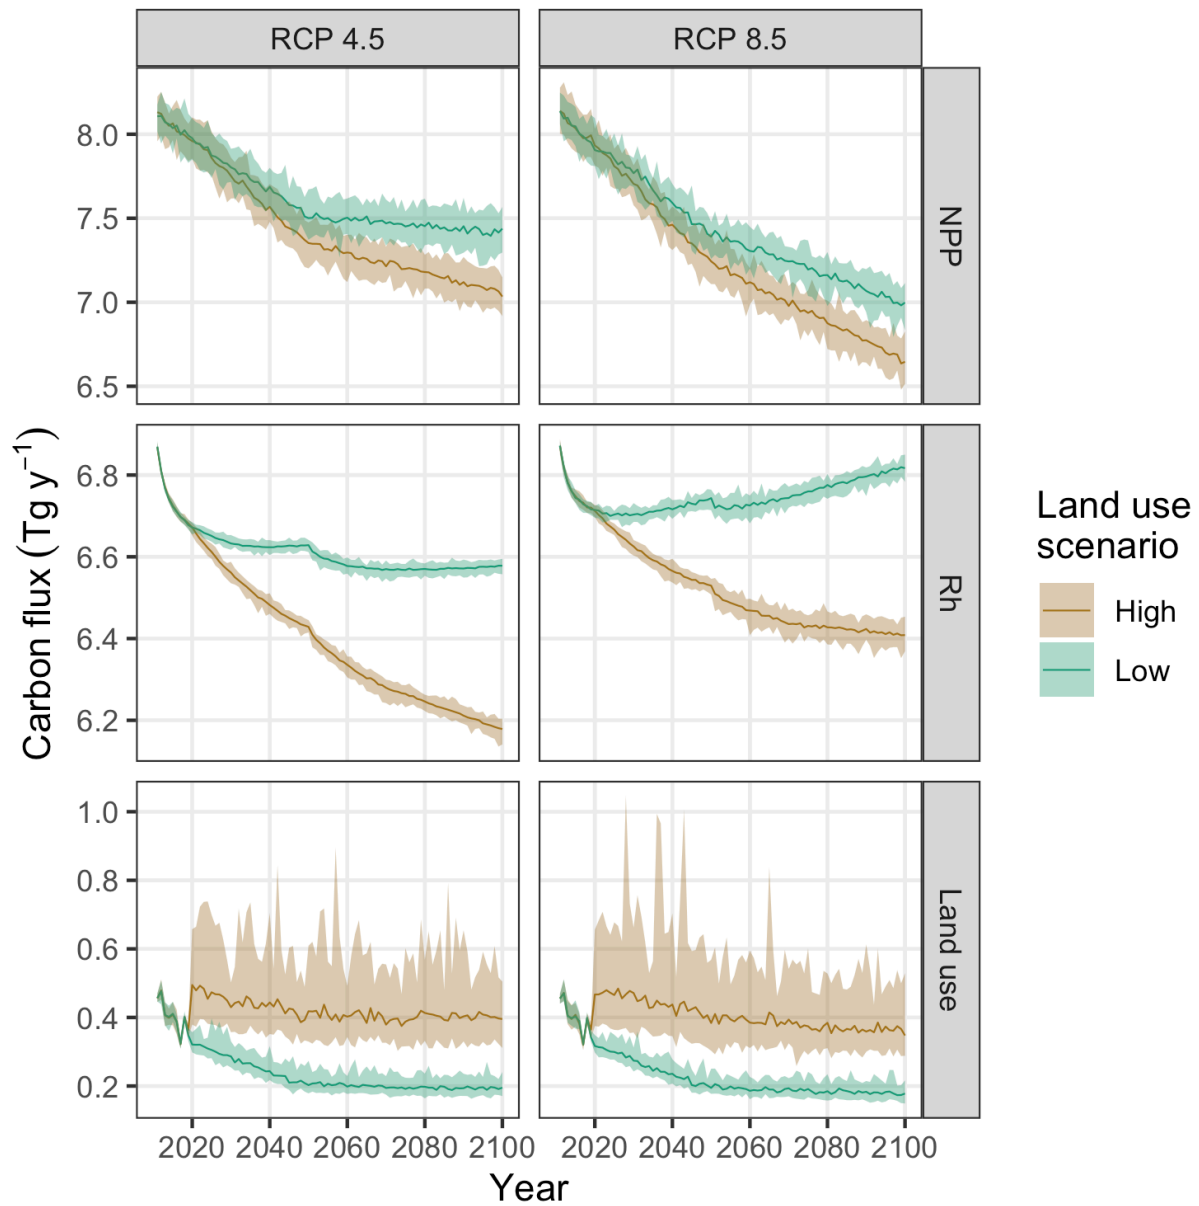 RCP 4.5
RCP 8.5
8.0
7.5
7.0
6.5
NPP
6.8
6.6
6.4
6.2
Rh
1.0
0.8
0.6
0.4
0.2
Land use
2020 2040 2060 2080 2100
2020 2040 2060 2080 2100
Year
Carbon flux (Tg y⁻¹)
Land use
scenario
High
Low